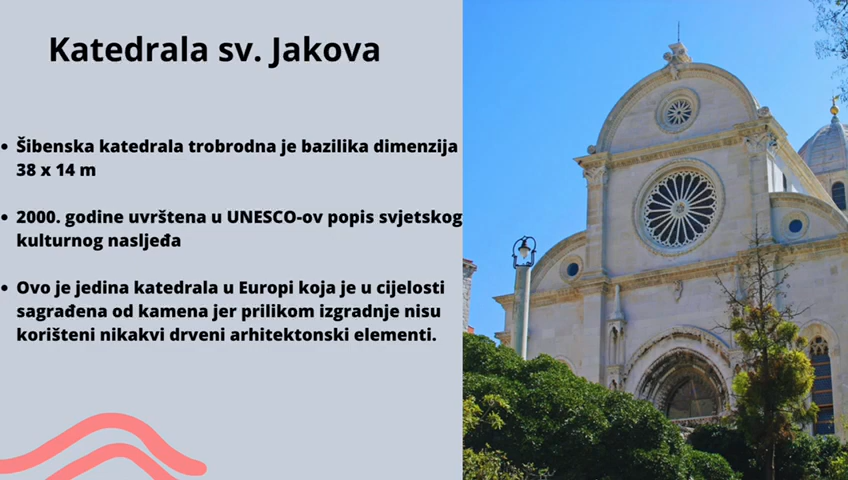 Katedrala sv. Jakova
• Šibenska katedrala trobrodna je bazilika dimenzija
38 x 14 m
• 2000. godine uvrštena u UNESCO-ov popis svjetskog
kulturnog nasljeđa
• Ovo je jedina katedrala u Europi koja je u cijelosti
sagrađena od kamena jer prilikom izgradnje nisu
korišteni nikakvi drveni arhitektonski elementi.